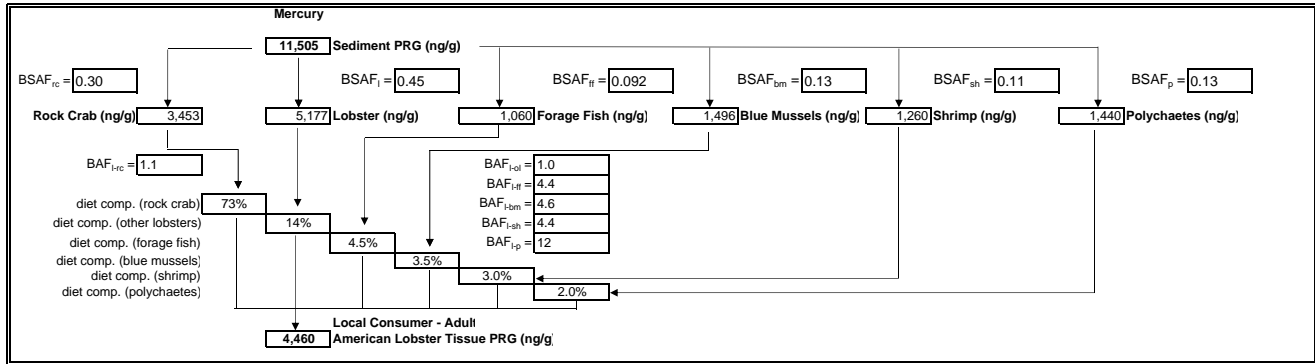 Mercury
11,505 Sediment PRG (ng/g)
BSAFrc = 0.30 BSAFl = 0.45 BSAFff = 0.092 BSAFbm = 0.13 BSAFsh = 0.11 BSAFp = 0.13
Rock Crab (ng/g) 3,453 5,177 Lobster (ng/g) 1,060 Forage Fish (ng/g) 1,496 Blue Mussels (ng/g) 1,260 Shrimp (ng/g) 1,440 Polychaetes (ng/g)
BAFl-rc = 1.1 BAFl-ol = 1.0
BAFl-ff = 4.4
BAFl-bm = 4.6
BAFl-sh = 4.4
BAFl-p = 12
diet comp. (rock crab) 73%
diet comp. (other lobsters) 14%
diet comp. (forage fish) 4.5%
diet comp. (blue mussels) 3.5%
diet comp. (shrimp) 3.0%
diet comp. (polychaetes) 2.0%
Local Consumer - Adult
4,460 American Lobster Tissue PRG (ng/g)